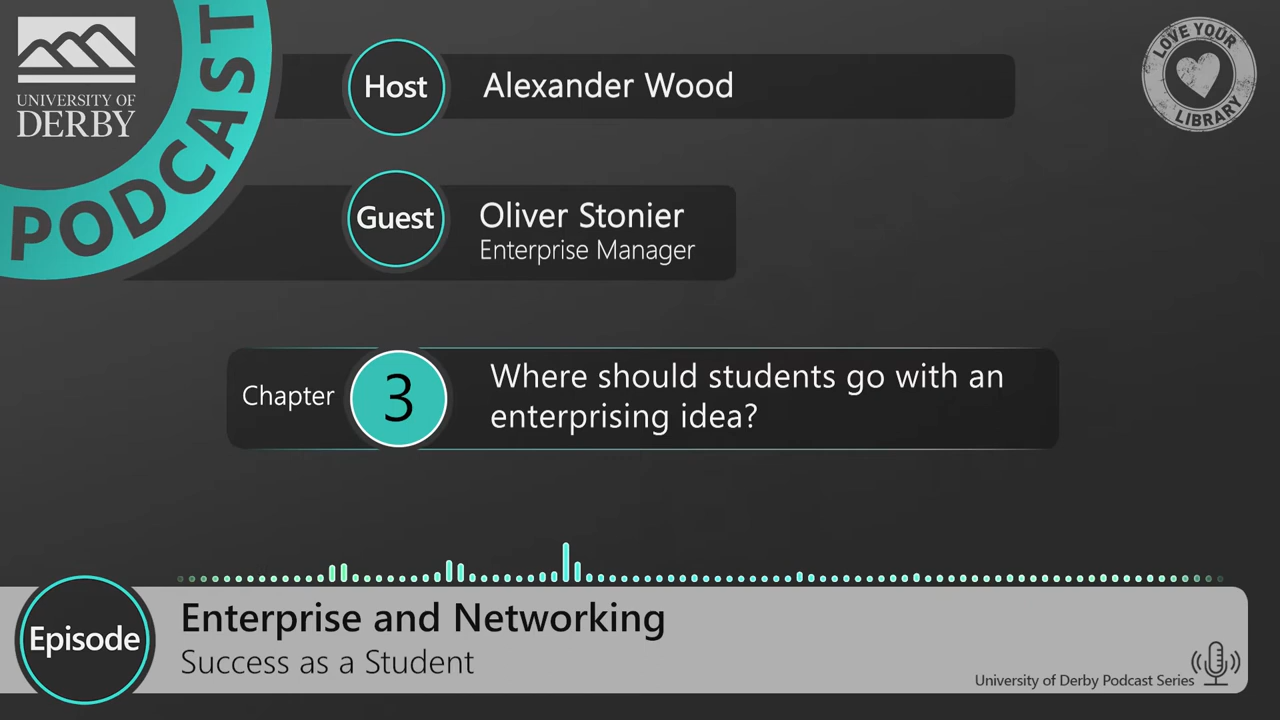 UNIVERSITY OF
DERBY
PODCAST
Host
Alexander Wood
LOVE YOUR
LIBRARY
Guest
Oliver Stonier
Enterprise Manager
Chapter
3
Where should students go with an
enterprising idea?
Episode
Enterprise and Networking
Success as a Student
University of Derby Podcast Series